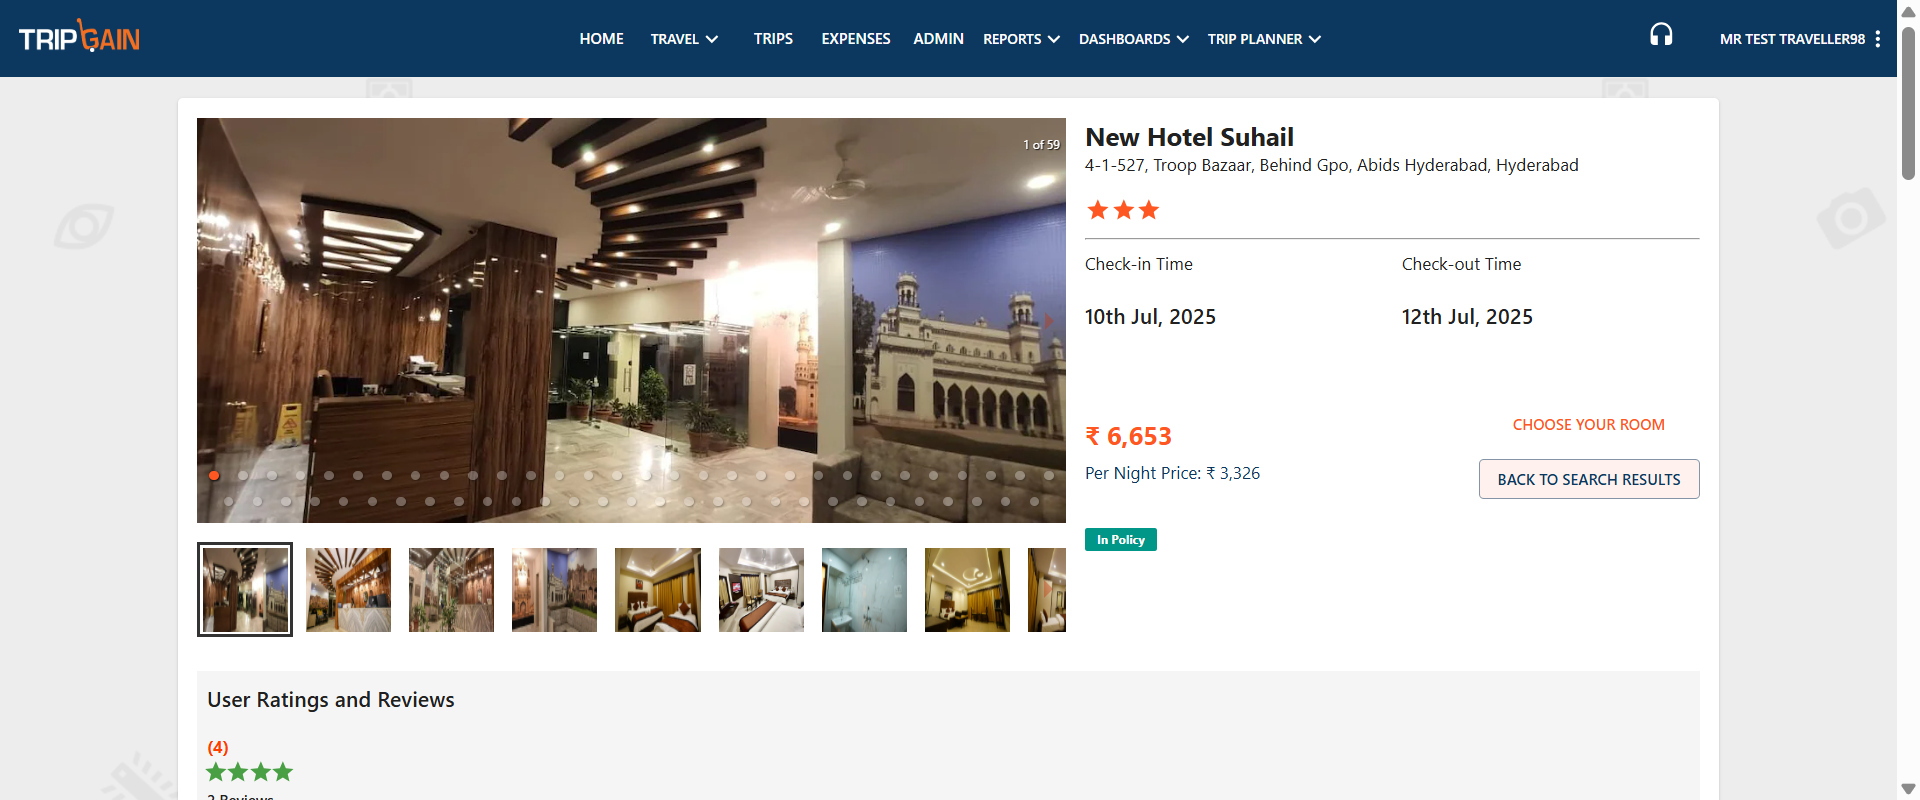 TRIPGAIN
HOME
TRAVEL
TRIPS
EXPENSES
ADMIN
REPORTS
DASHBOARDS
TRIP PLANNER
MR TEST TRAVELLER98
1 of 59
New Hotel Suhail
4-1-527, Troop Bazaar, Behind Gpo, Abids Hyderabad, Hyderabad
Check-in Time
Check-out Time
10th Jul, 2025
12th Jul, 2025
₹ 6,653
CHOOSE YOUR ROOM
Per Night Price: ₹ 3,326
BACK TO SEARCH RESULTS
In Policy
User Ratings and Reviews
(4)
2 Reviews